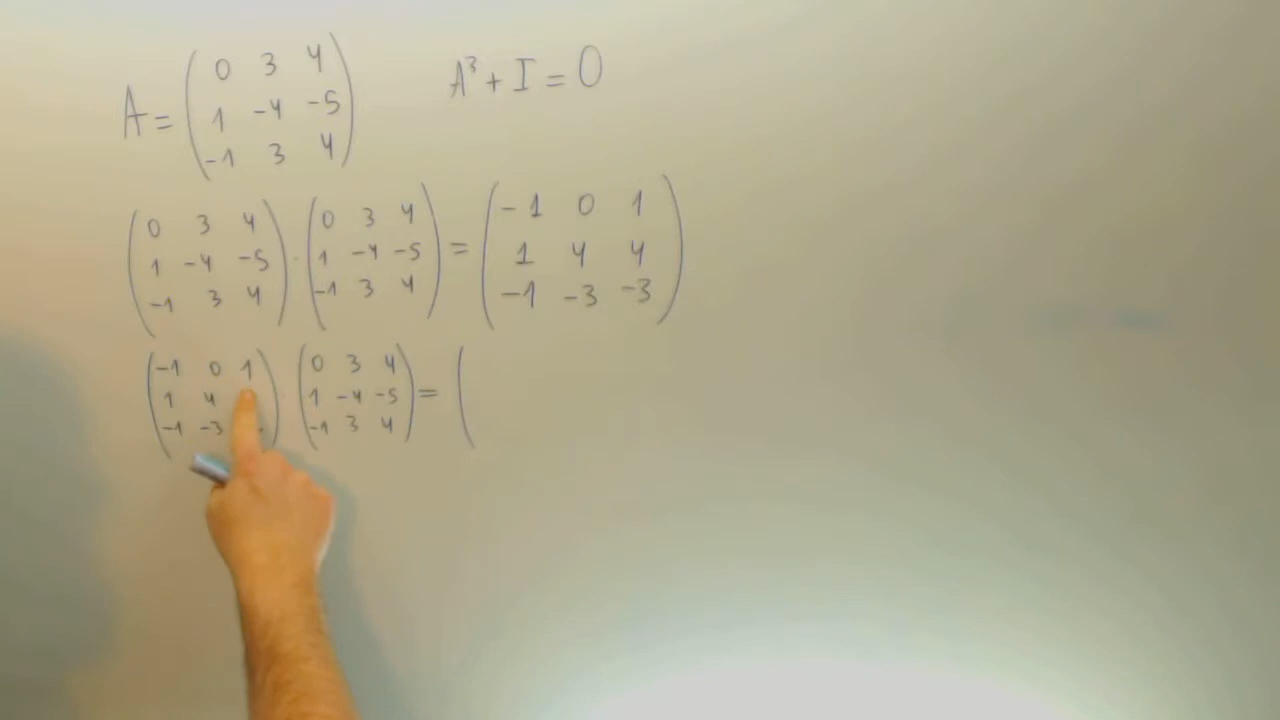 A = ( 0 3 4 ) A³ + I = 0
1 -4 -5
-1 3 4
( 0 3 4 ) · ( 0 3 4 ) = ( -1 0 1 )
1 -4 -5 1 -4 -5 1 4 4
-1 3 4 -1 3 4 -1 -3 -3
( -1 0 1 ) · ( 0 3 4 ) = (
1 4 1 -4 -5
-1 -3 -1 3 4